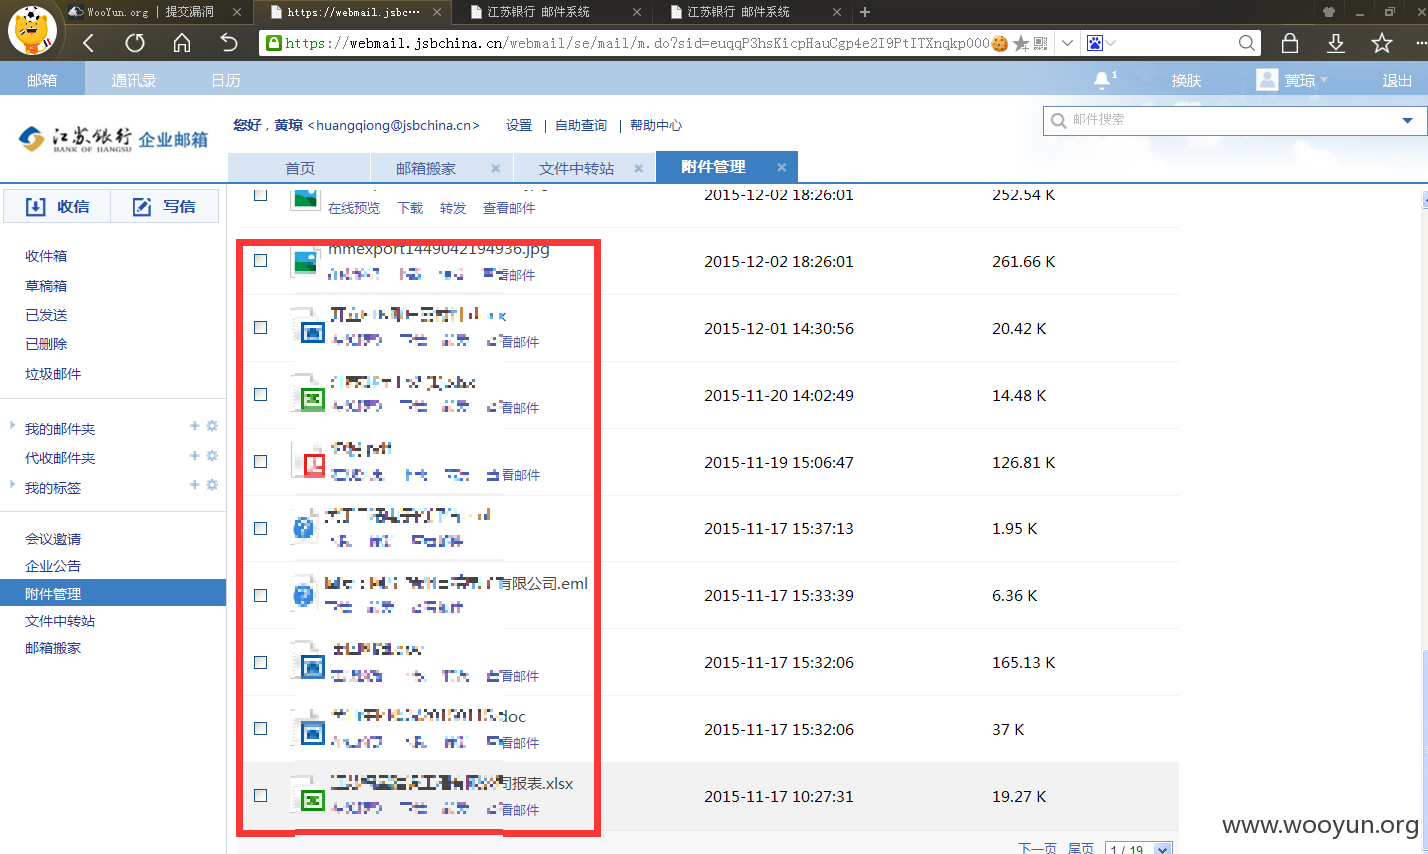 WooYun.org | 提交漏洞
https://webmail.jsbc…
江苏银行 邮件系统
江苏银行 邮件系统
https://webmail.jsbchina.cn/webmail/se/mail/m.do?sid=euqqP3hsKicpHauCgp4e2I9PtITXnqkp000
邮箱 通讯录 日历 1 换肤 黄琼 退出
江苏银行 企业邮箱
BANK OF JIANGSU
您好，黄琼 <huangqiong@jsbchina.cn> 设置 | 自助查询 | 帮助中心
邮件搜索
首页 邮箱搬家 文件中转站 附件管理
收信 写信
收件箱
草稿箱
已发送
已删除
垃圾邮件
我的邮件夹
代收邮件夹
我的标签
会议邀请
企业公告
附件管理
文件中转站
邮箱搬家
2015-12-02 18:26:01 252.54 K
在线预览 下载 转发 查看邮件
mmexport1449042194936.jpg
2015-12-02 18:26:01 261.66 K
看邮件
2015-12-01 14:30:56 20.42 K
看邮件
2015-11-20 14:02:49 14.48 K
看邮件
2015-11-19 15:06:47 126.81 K
看邮件
2015-11-17 15:37:13 1.95 K
有限公司.eml
2015-11-17 15:33:39 6.36 K
2015-11-17 15:32:06 165.13 K
看邮件
.doc
2015-11-17 15:32:06 37 K
看邮件
司报表.xlsx
2015-11-17 10:27:31 19.27 K
看邮件
下一页 尾页 1 / 19
www.wooyun.org